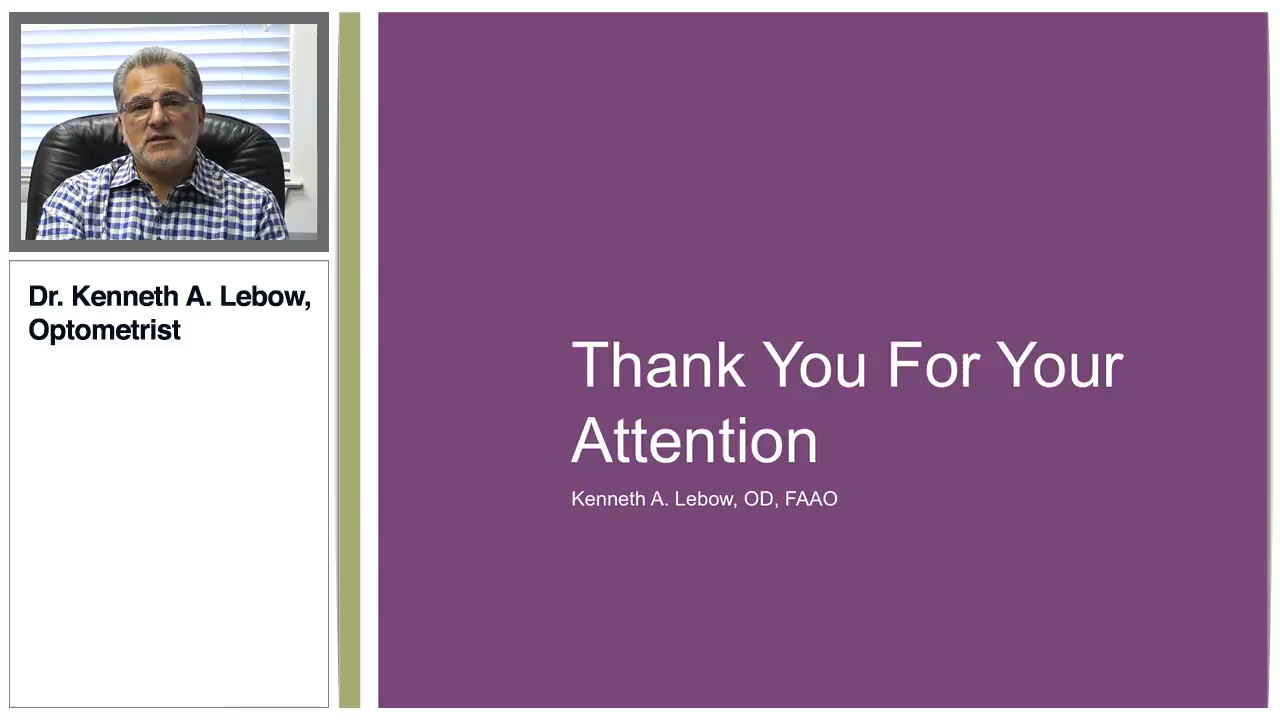 Dr. Kenneth A. Lebow,
Optometrist
Thank You For Your
Attention
Kenneth A. Lebow, OD, FAAO